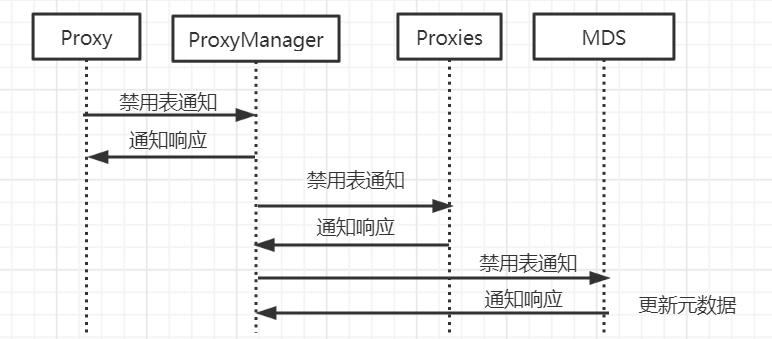 Proxy
ProxyManager
Proxies
MDS
禁用表通知
通知响应
禁用表通知
通知响应
禁用表通知
通知响应
更新元数据